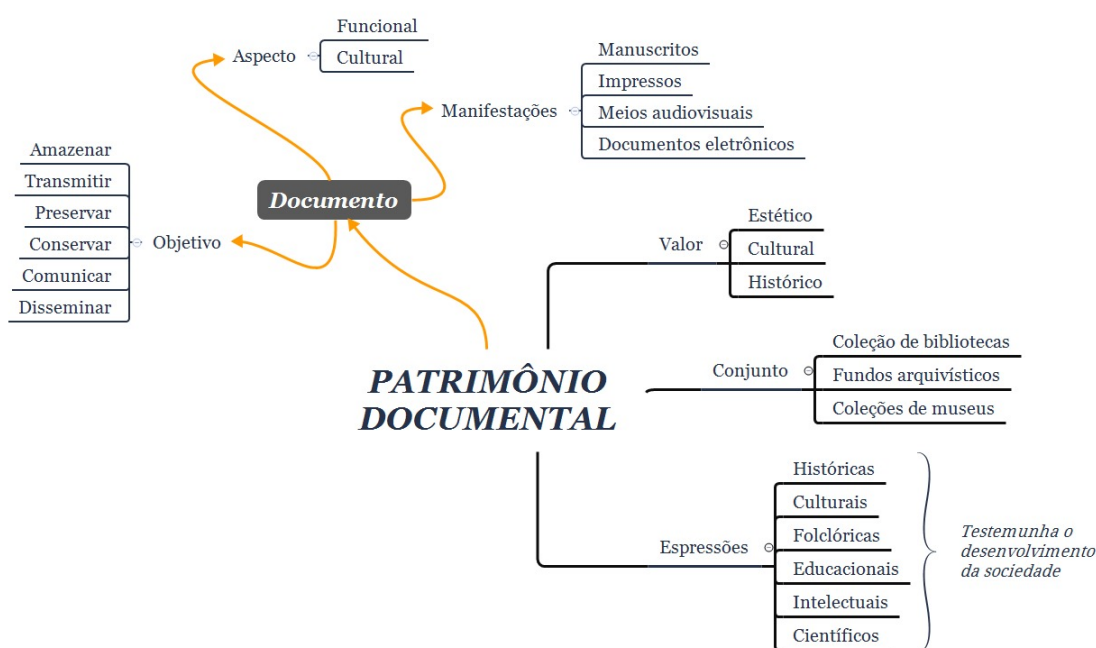 Funcional
Aspecto
Cultural
Manuscritos
Impressos
Manifestações
Meios audiovisuais
Documentos eletrônicos
Amazenar
Transmitir
Preservar
Conservar
Comunicar
Disseminar
Objetivo
Documento
Estético
Valor
Cultural
Histórico
PATRIMÔNIO
DOCUMENTAL
Coleção de bibliotecas
Conjunto
Fundos arquivísticos
Coleções de museus
Históricas
Culturais
Folclóricas
Expressões
Educacionais
Intelectuais
Científicos
Testemunha o
desenvolvimento
da sociedade